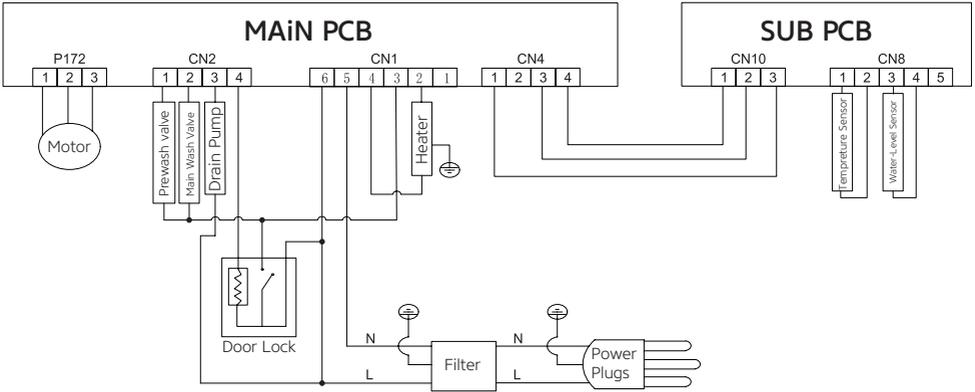 MAiN PCB
SUB PCB
P172
CN2
CN1
CN4
CN10
CN8
1 2 3
1 2 3 4
6 5 4 3 2 1
1 2 3 4
1 2 3
1 2 3 4 5
Motor
Prewash valve
Main Wash Valve
Drain Pump
Heater
Tempreture Sensor
Water-Level Sensor
Door Lock
N
L
Filter
N
L
Power
Plugs